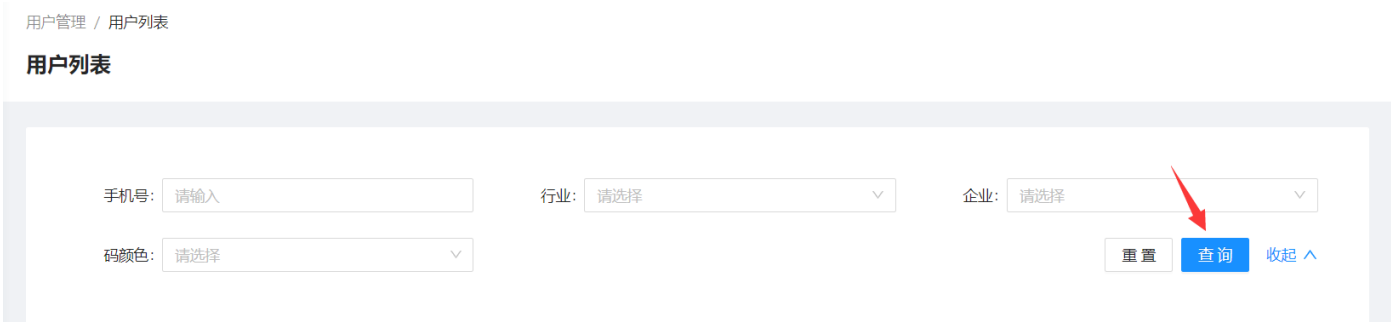 用户管理 / 用户列表
用户列表
手机号: 请输入 行业: 请选择 企业: 请选择
码颜色: 请选择 重置 查询 收起